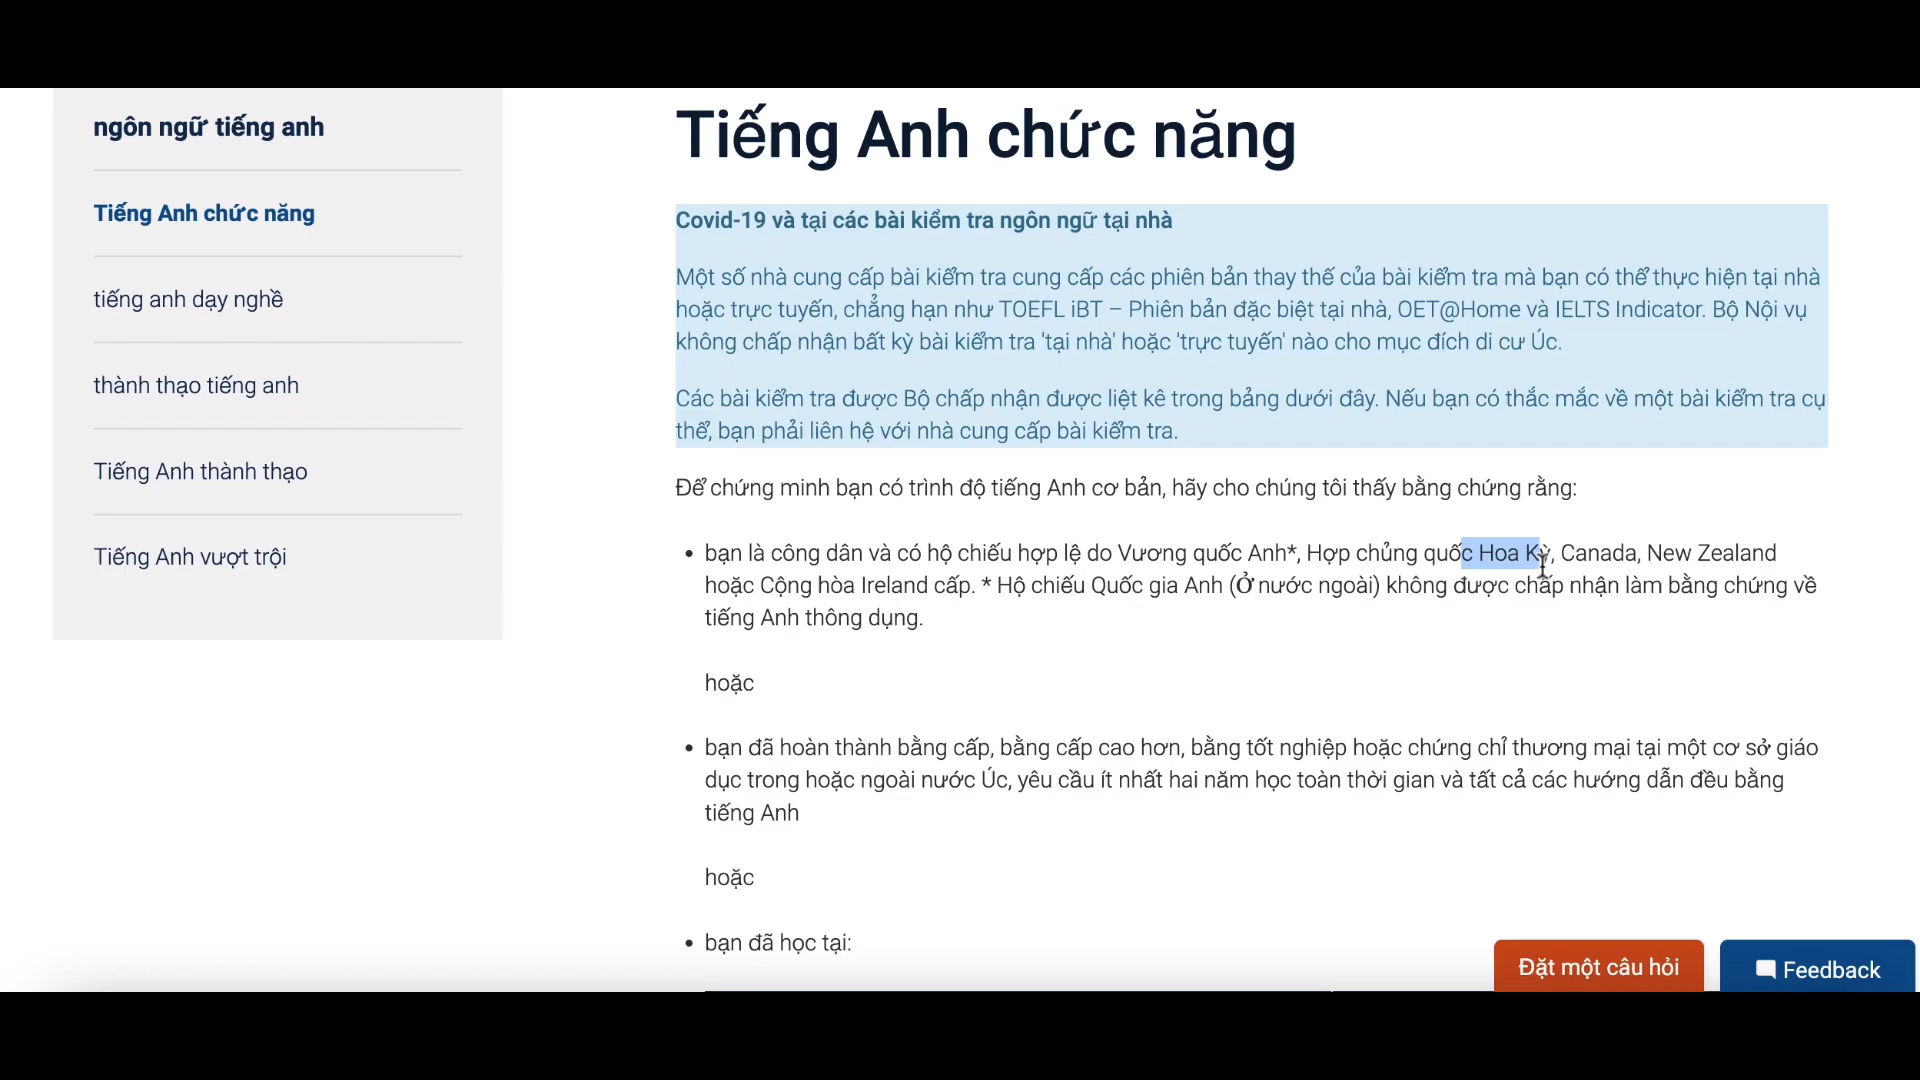 ngôn ngữ tiếng anh
Tiếng Anh chức năng
tiếng anh dạy nghề
thành thạo tiếng anh
Tiếng Anh thành thạo
Tiếng Anh vượt trội
Tiếng Anh chức năng
Covid-19 và tại các bài kiểm tra ngôn ngữ tại nhà
Một số nhà cung cấp bài kiểm tra cung cấp các phiên bản thay thế của bài kiểm tra mà bạn có thể thực hiện tại nhà
hoặc trực tuyến, chẳng hạn như TOEFL iBT – Phiên bản đặc biệt tại nhà, OET@Home và IELTS Indicator. Bộ Nội vụ
không chấp nhận bất kỳ bài kiểm tra 'tại nhà' hoặc 'trực tuyến' nào cho mục đích di cư Úc.
Các bài kiểm tra được Bộ chấp nhận được liệt kê trong bảng dưới đây. Nếu bạn có thắc mắc về một bài kiểm tra cụ
thể, bạn phải liên hệ với nhà cung cấp bài kiểm tra.
Để chứng minh bạn có trình độ tiếng Anh cơ bản, hãy cho chúng tôi thấy bằng chứng rằng:
• bạn là công dân và có hộ chiếu hợp lệ do Vương quốc Anh*, Hợp chủng quốc Hoa Kỳ, Canada, New Zealand
hoặc Cộng hòa Ireland cấp. * Hộ chiếu Quốc gia Anh (Ở nước ngoài) không được chấp nhận làm bằng chứng về
tiếng Anh thông dụng.
hoặc
• bạn đã hoàn thành bằng cấp, bằng cấp cao hơn, bằng tốt nghiệp hoặc chứng chỉ thương mại tại một cơ sở giáo
dục trong hoặc ngoài nước Úc, yêu cầu ít nhất hai năm học toàn thời gian và tất cả các hướng dẫn đều bằng
tiếng Anh
hoặc
• bạn đã học tại:
Đặt một câu hỏi
Feedback